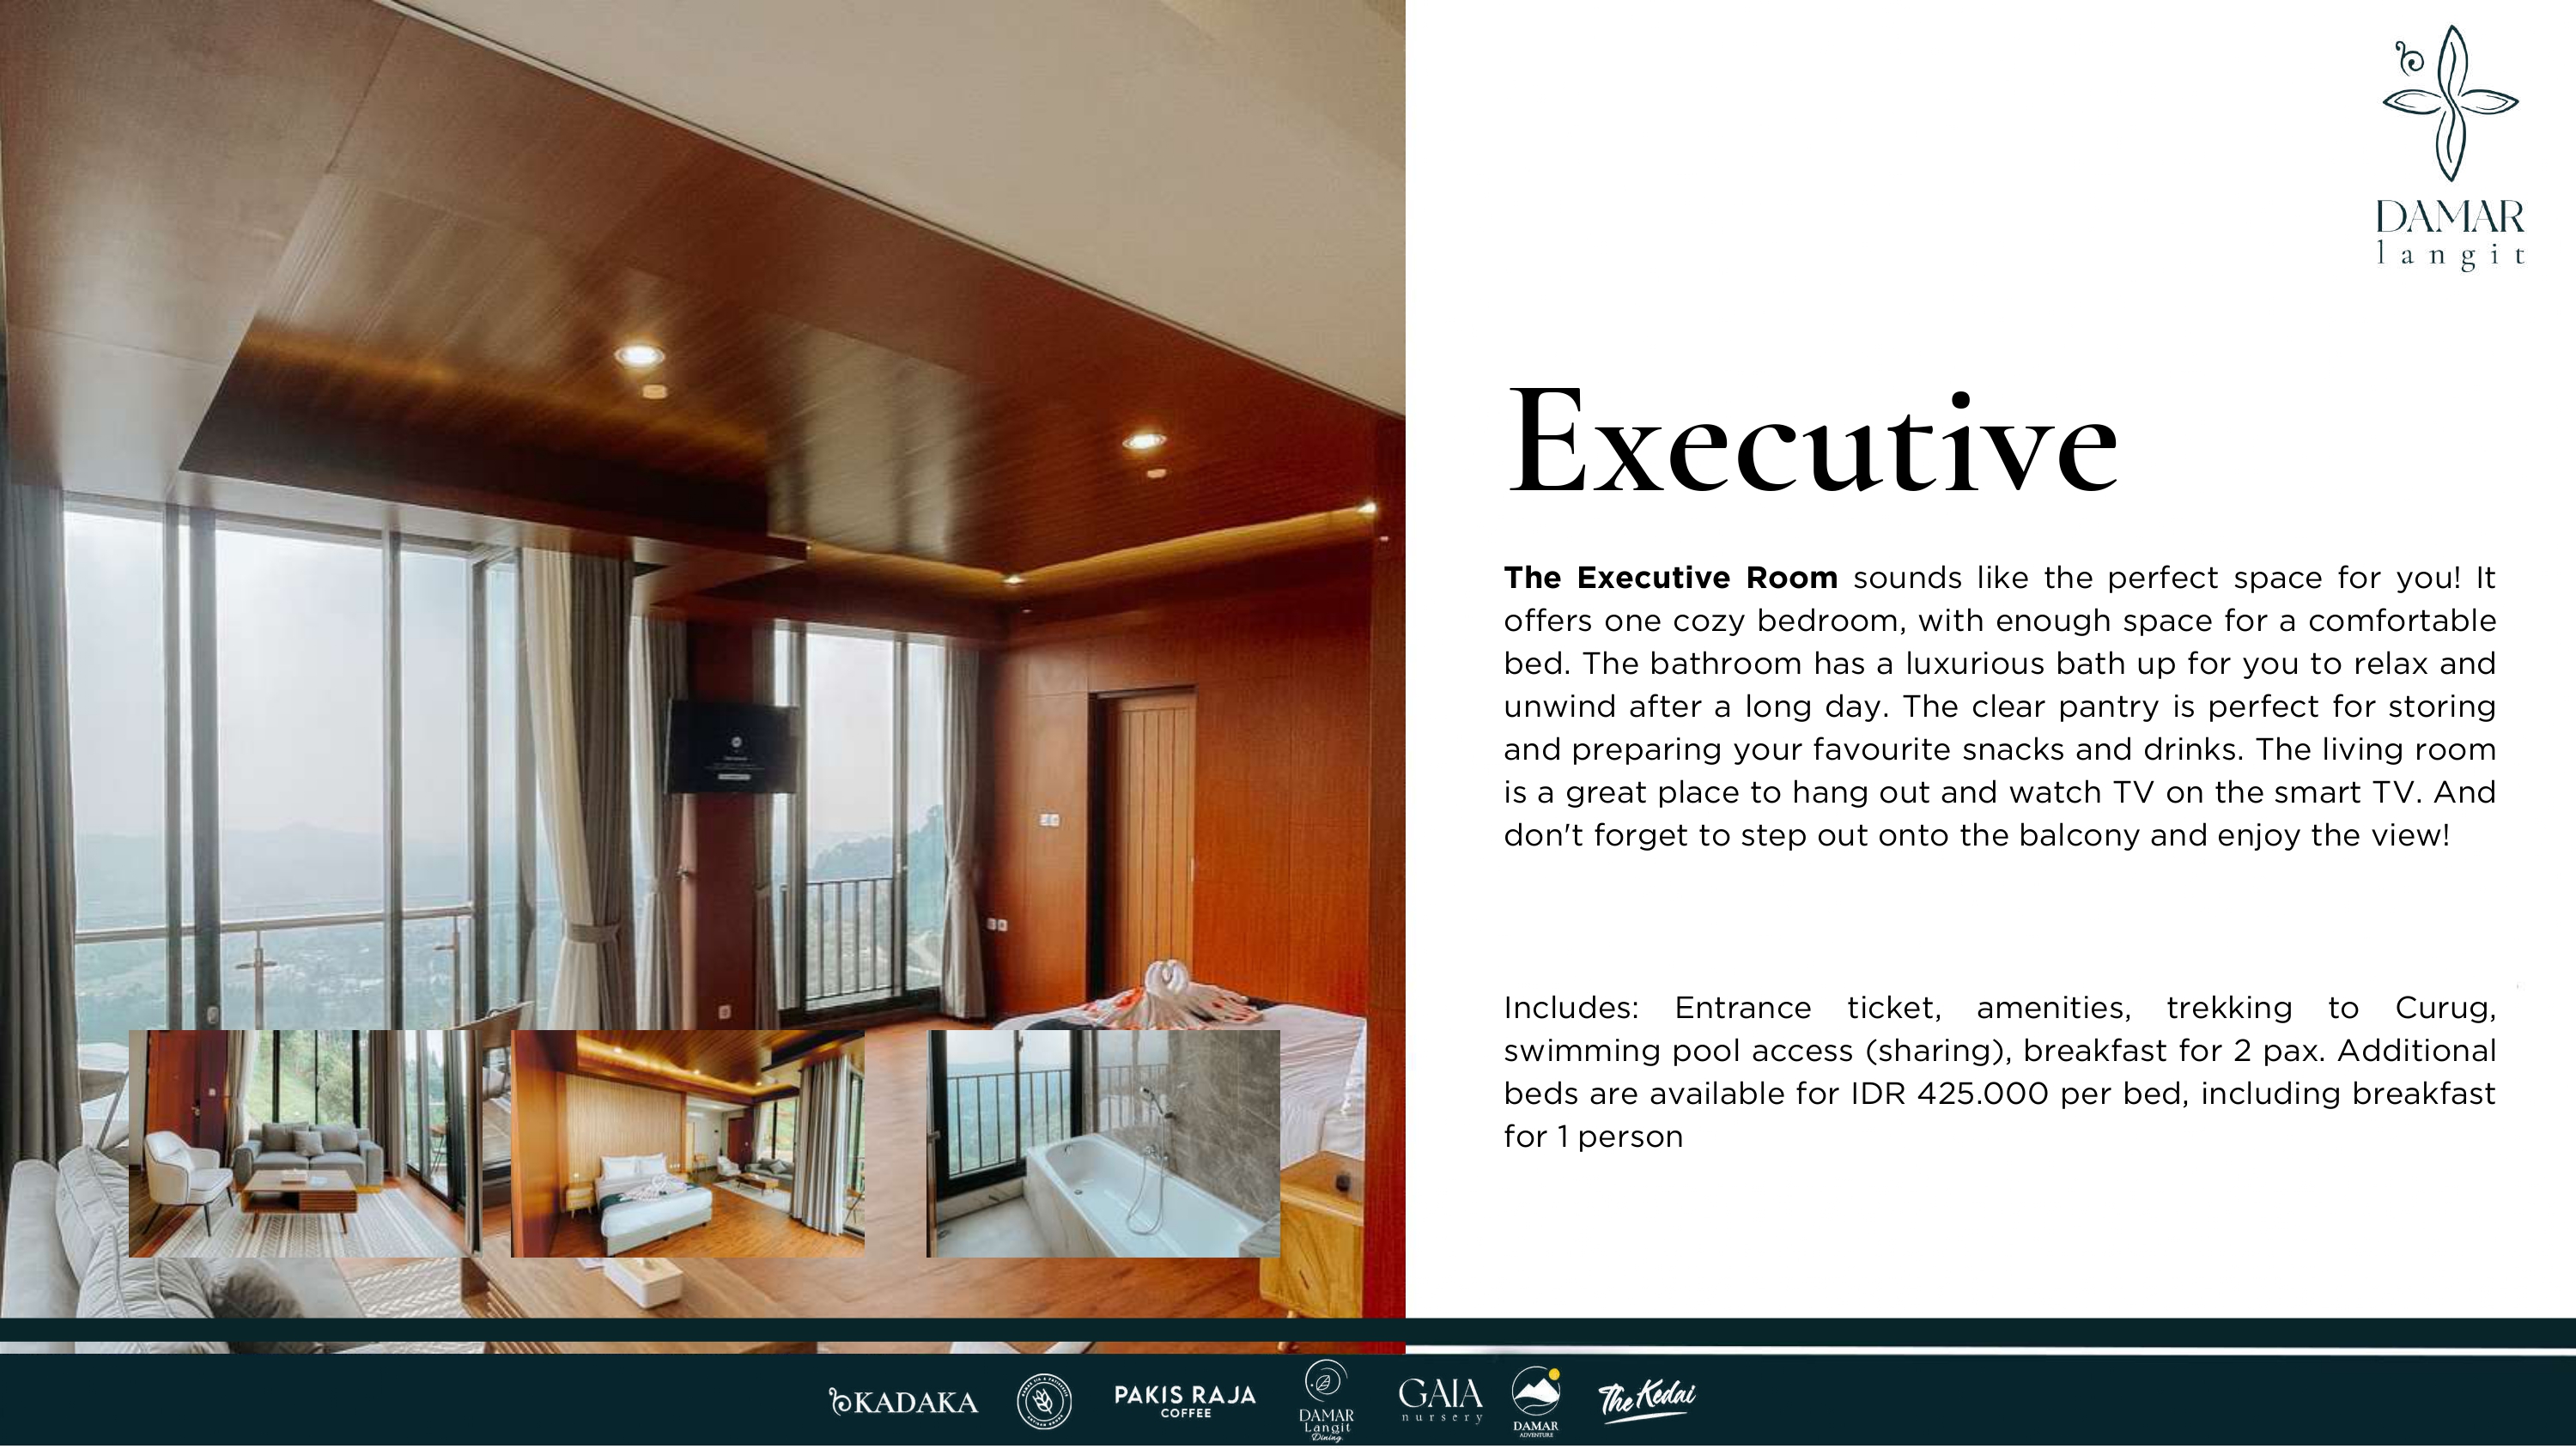 DAMAR
langit
Executive
The Executive Room sounds like the perfect space for you! It
offers one cozy bedroom, with enough space for a comfortable
bed. The bathroom has a luxurious bath up for you to relax and
unwind after a long day. The clear pantry is perfect for storing
and preparing your favourite snacks and drinks. The living room
is a great place to hang out and watch TV on the smart TV. And
don't forget to step out onto the balcony and enjoy the view!
Includes: Entrance ticket, amenities, trekking to Curug,
swimming pool access (sharing), breakfast for 2 pax. Additional
beds are available for IDR 425.000 per bed, including breakfast
for 1 person
KADAKA
PAKIS RAJA
COFFEE
DAMAR
Langit
Dining
GAIA
nursery
DAMAR
ADVENTURE
The Kedai